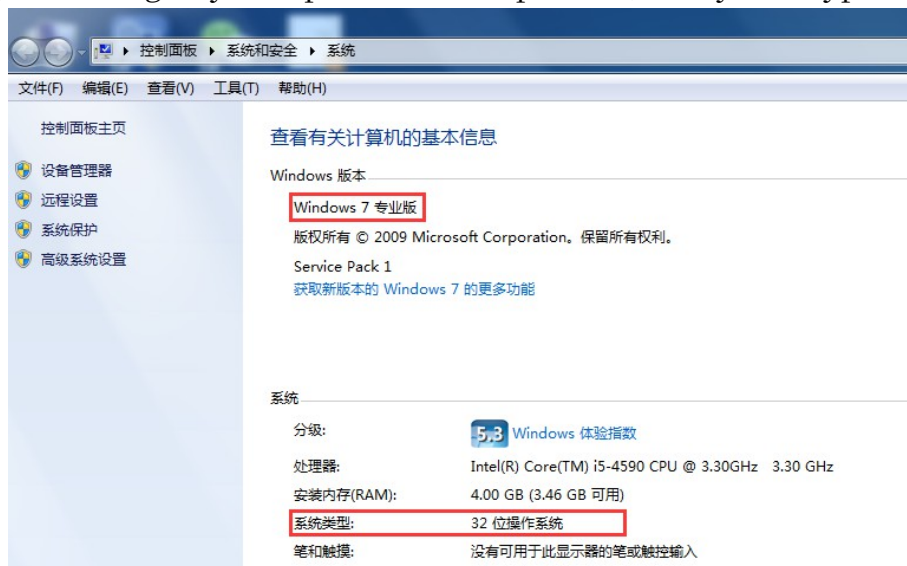 控制面板 ▸ 系统和安全 ▸ 系统
文件(F) 编辑(E) 查看(V) 工具(T) 帮助(H)
控制面板主页
设备管理器
远程设置
系统保护
高级系统设置
查看有关计算机的基本信息
Windows 版本
Windows 7 专业版
版权所有 © 2009 Microsoft Corporation。保留所有权利。
Service Pack 1
获取新版本的 Windows 7 的更多功能
系统
分级: 5.3 Windows 体验指数
处理器: Intel(R) Core(TM) i5-4590 CPU @ 3.30GHz 3.30 GHz
安装内存(RAM): 4.00 GB (3.46 GB 可用)
系统类型: 32 位操作系统
笔和触摸: 没有可用于此显示器的笔或触控输入